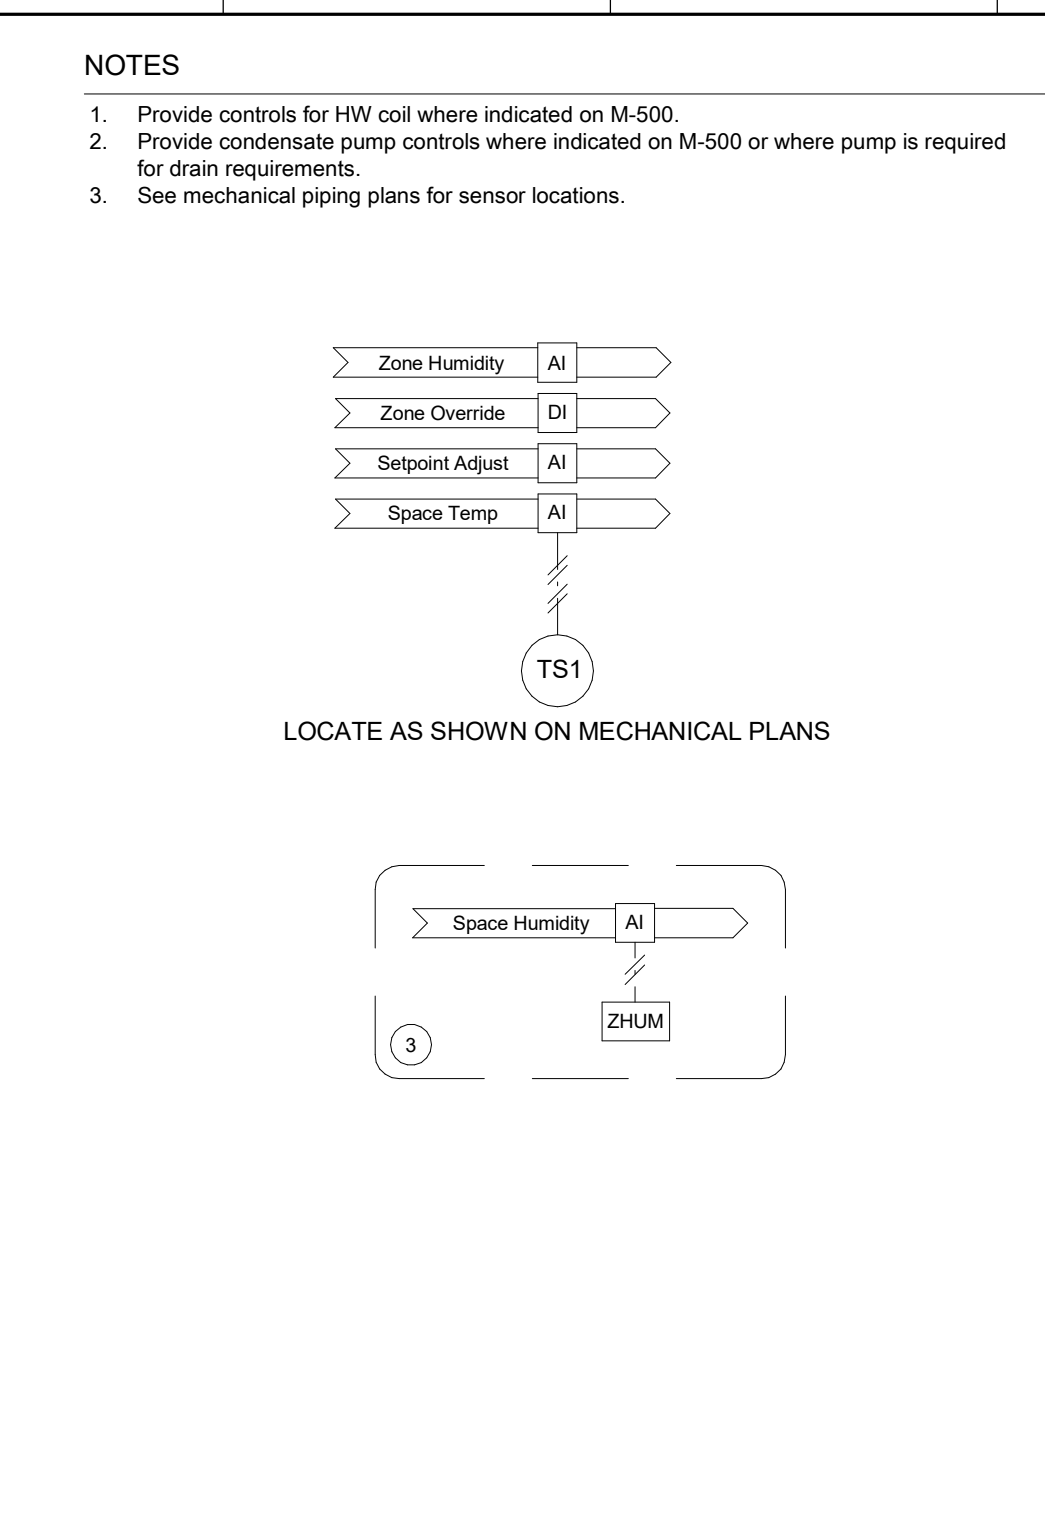 NOTES
1. Provide controls for HW coil where indicated on M-500.
2. Provide condensate pump controls where indicated on M-500 or where pump is required
for drain requirements.
3. See mechanical piping plans for sensor locations.
Zone Humidity AI
Zone Override DI
Setpoint Adjust AI
Space Temp AI
TS1
LOCATE AS SHOWN ON MECHANICAL PLANS
Space Humidity AI
ZHUM
3